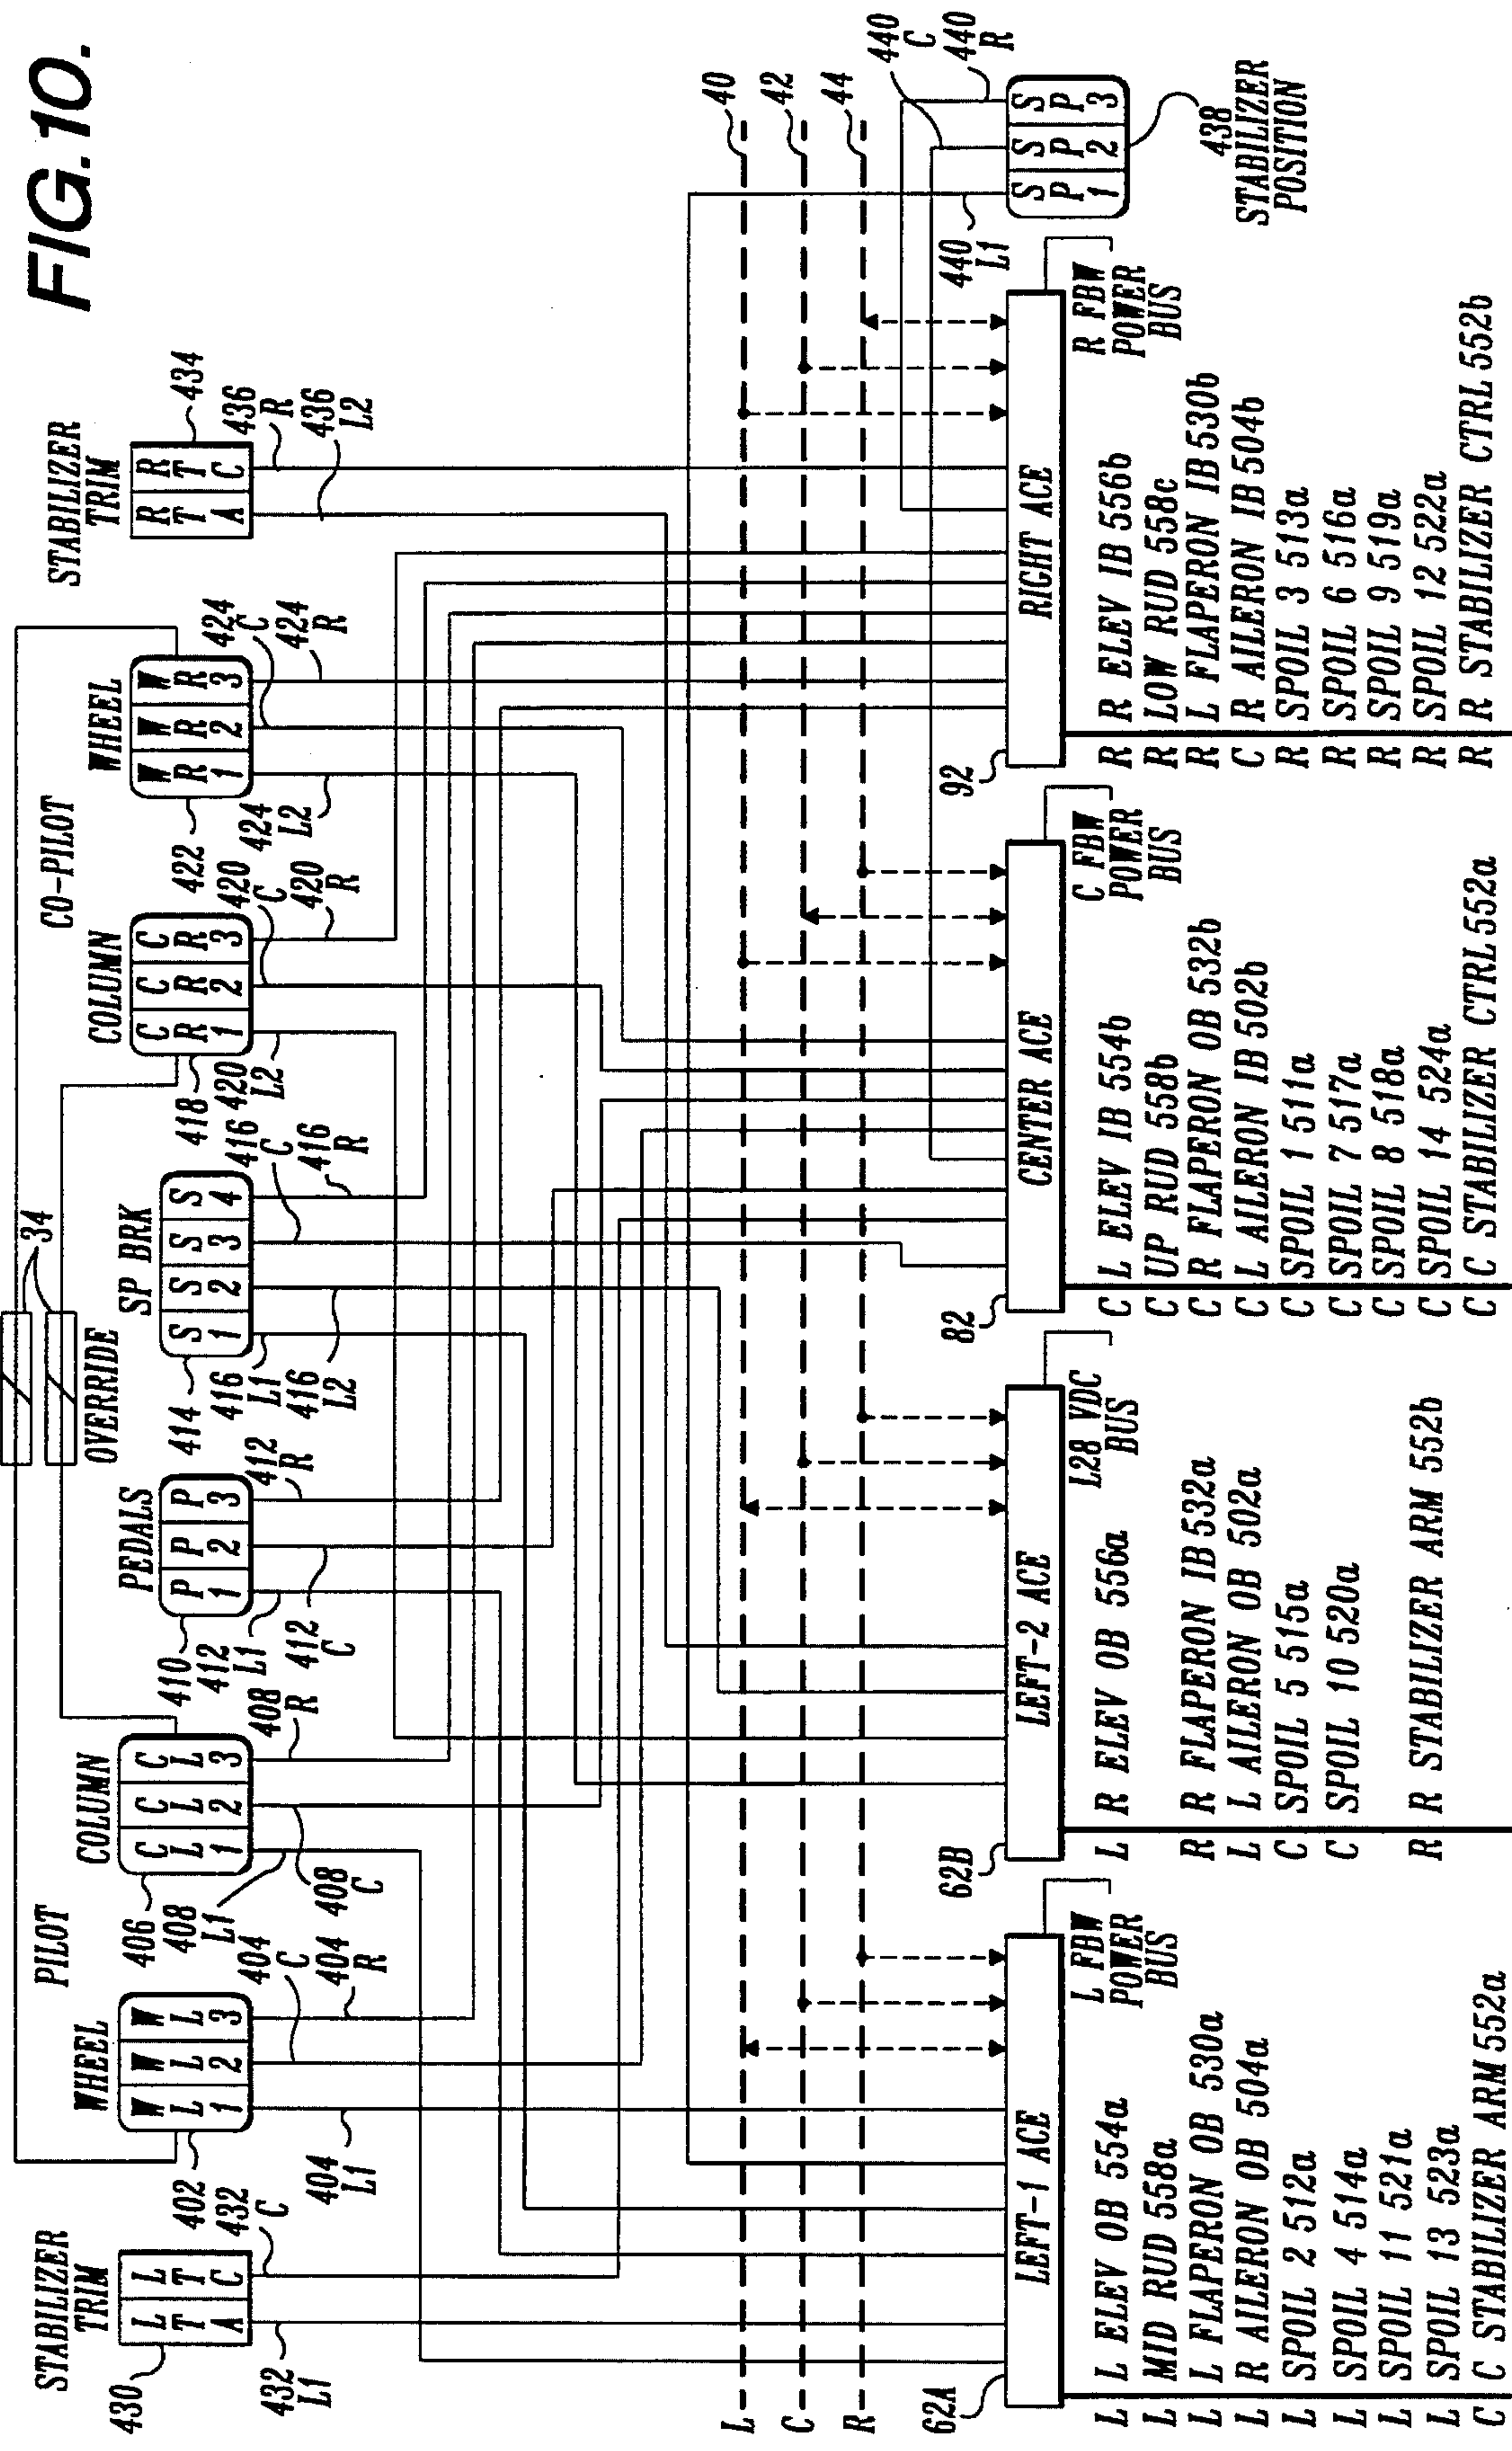 FIG.10.
PILOT
CO-PILOT
STABILIZER
TRIM
L T A
L T C
430
432
L1
432
C
WHEEL
W L 1
W L 2
W L 3
402
404
L1
404
C
404
R
COLUMN
C L 1
C L 2
C L 3
406
408
L1
408
C
408
R
PEDALS
P 1
P 2
P 3
410
412
L1
412
C
412
R
OVERRIDE
34
SP BRK
S 1
S 2
S 3
S 4
414
416
L1
416
L2
416
C
416
R
COLUMN
C R 1
C R 2
C R 3
418
420
L2
420
C
420
R
WHEEL
W R 1
W R 2
W R 3
422
424
L2
424
C
424
R
STABILIZER
TRIM
R T A
R T C
434
436
R
436
L2
L
C
R
40
42
44
440
C
440
R
440
L1
S P 1
S P 2
S P 3
438
STABILIZER
POSITION
62A
LEFT-1 ACE
L FBW
POWER
BUS
L L ELEV OB 554a
L MID RUD 558a
L L FLAPERON OB 530a
L R AILERON OB 504a
L SPOIL 2 512a
L SPOIL 4 514a
L SPOIL 11 521a
L SPOIL 13 523a
C C STABILIZER ARM 552a
62B
LEFT-2 ACE
L28 VDC
BUS
L R ELEV OB 556a
R R FLAPERON IB 532a
L L AILERON OB 502a
C SPOIL 5 515a
C SPOIL 10 520a
R R STABILIZER ARM 552b
82
CENTER ACE
C FBW
POWER
BUS
C L ELEV IB 554b
C UP RUD 558b
C R FLAPERON OB 532b
C L AILERON IB 502b
C SPOIL 1 511a
C SPOIL 7 517a
C SPOIL 8 518a
C SPOIL 14 524a
C C STABILIZER CTRL 552a
92
RIGHT ACE
R FBW
POWER
BUS
R R ELEV IB 556b
R LOW RUD 558c
R L FLAPERON IB 530b
C R AILERON IB 504b
R SPOIL 3 513a
R SPOIL 6 516a
R SPOIL 9 519a
R SPOIL 12 522a
R R STABILIZER CTRL 552b